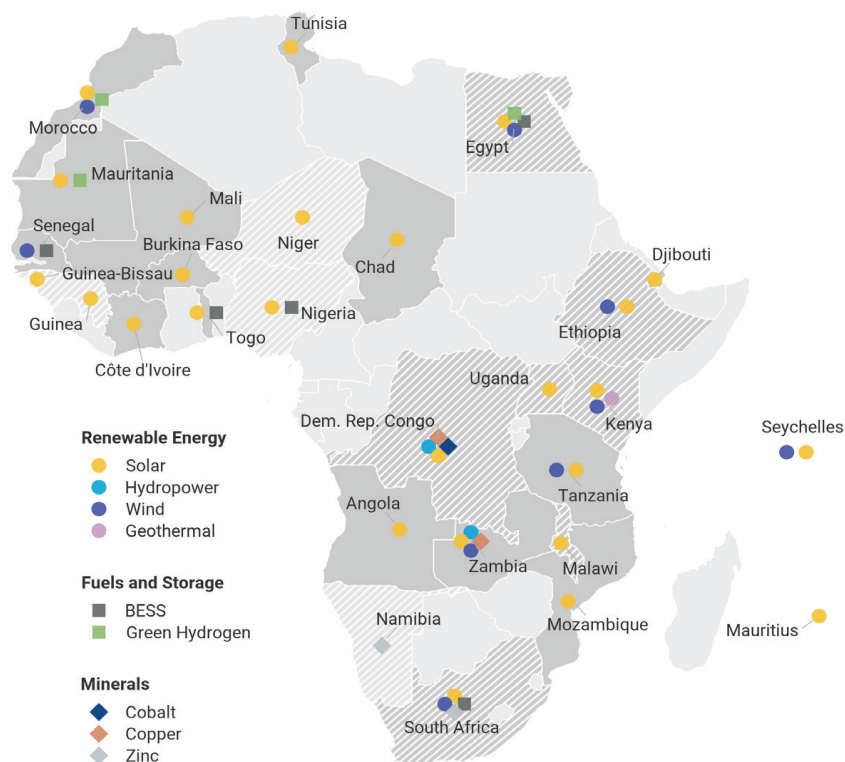 Tunisia
Morocco
Egypt
Mauritania
Mali
Senegal
Burkina Faso
Niger
Chad
Djibouti
Guinea-Bissau
Guinea
Nigeria
Togo
Ethiopia
Côte d'Ivoire
Uganda
Dem. Rep. Congo
Kenya
Seychelles
Renewable Energy
Solar
Hydropower
Wind
Geothermal
Tanzania
Angola
Zambia
Malawi
Fuels and Storage
BESS
Green Hydrogen
Namibia
Mozambique
Mauritius
Minerals
Cobalt
Copper
Zinc
South Africa